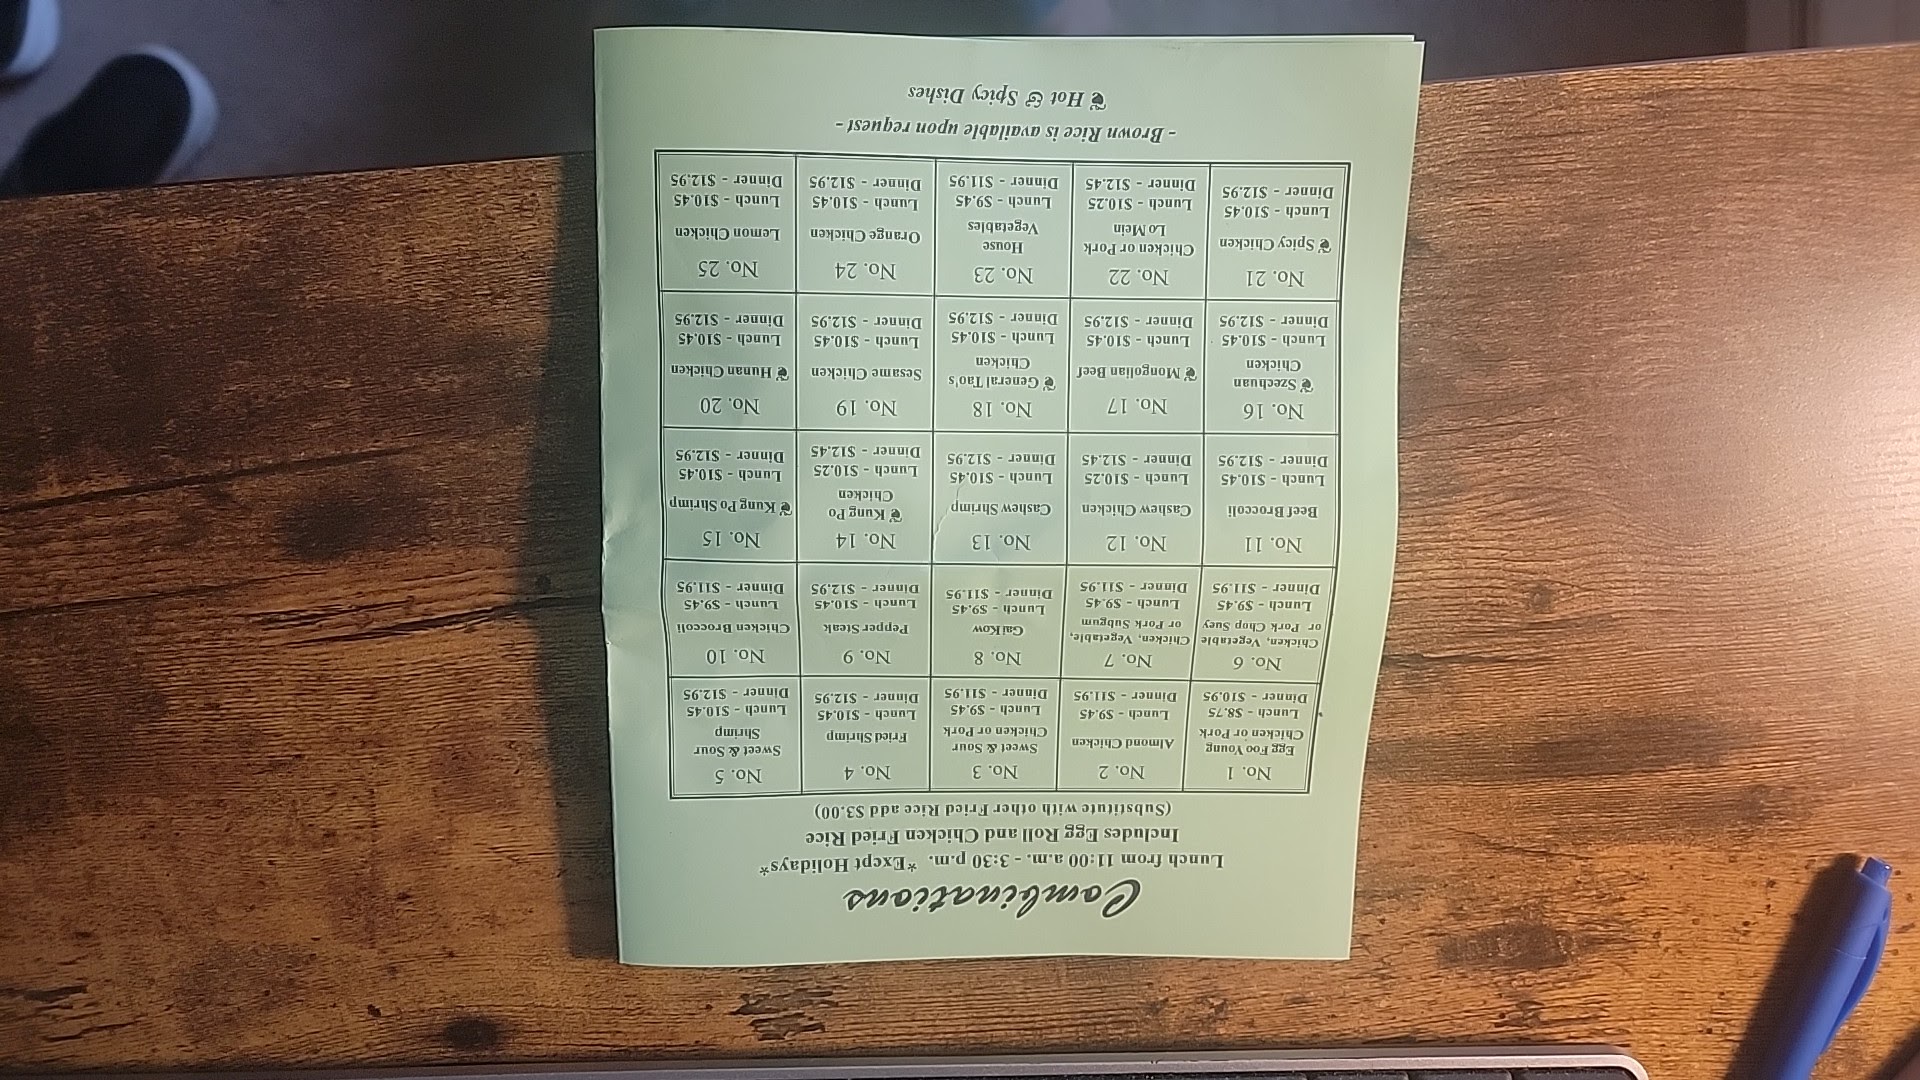 Combinations
Lunch from 11:00 a.m. - 3:30 p.m. *Excpt Holidays*
Includes Egg Roll and Chicken Fried Rice
(Substitute with other Fried Rice add $3.00)
No. 1
Egg Foo Young
Chicken or Pork
Lunch - $8.75
Dinner - $10.95
No. 2
Almond Chicken
Lunch - $9.45
Dinner - $11.95
No. 3
Sweet & Sour
Chicken or Pork
Lunch - $9.45
Dinner - $11.95
No. 4
Fried Shrimp
Lunch - $10.45
Dinner - $12.95
No. 5
Sweet & Sour
Shrimp
Lunch - $10.45
Dinner - $12.95
No. 6
Chicken, Vegetable
or Pork Chop Suey
Lunch - $9.45
Dinner - $11.95
No. 7
Chicken, Vegetable,
or Pork Subgum
Lunch - $9.45
Dinner - $11.95
No. 8
Gai Kow
Lunch - $9.45
Dinner - $11.95
No. 9
Pepper Steak
Lunch - $10.45
Dinner - $12.95
No. 10
Chicken Broccoli
Lunch - $9.45
Dinner - $11.95
No. 11
Beef Broccoli
Lunch - $10.45
Dinner - $12.95
No. 12
Cashew Chicken
Lunch - $10.25
Dinner - $12.45
No. 13
Cashew Shrimp
Lunch - $10.45
Dinner - $12.95
No. 14
Kung Po
Chicken
Lunch - $10.25
Dinner - $12.45
No. 15
Kung Po Shrimp
Lunch - $10.45
Dinner - $12.95
No. 16
Szechuan
Chicken
Lunch - $10.45
Dinner - $12.95
No. 17
Mongolian Beef
Lunch - $10.45
Dinner - $12.95
No. 18
General Tao's
Chicken
Lunch - $10.45
Dinner - $12.95
No. 19
Sesame Chicken
Lunch - $10.45
Dinner - $12.95
No. 20
Hunan Chicken
Lunch - $10.45
Dinner - $12.95
No. 21
Spicy Chicken
Lunch - $10.45
Dinner - $12.95
No. 22
Chicken or Pork
Lo Mein
Lunch - $10.25
Dinner - $12.45
No. 23
House
Vegetables
Lunch - $9.45
Dinner - $11.95
No. 24
Orange Chicken
Lunch - $10.45
Dinner - $12.95
No. 25
Lemon Chicken
Lunch - $10.45
Dinner - $12.95
- Brown Rice is available upon request -
Hot & Spicy Dishes